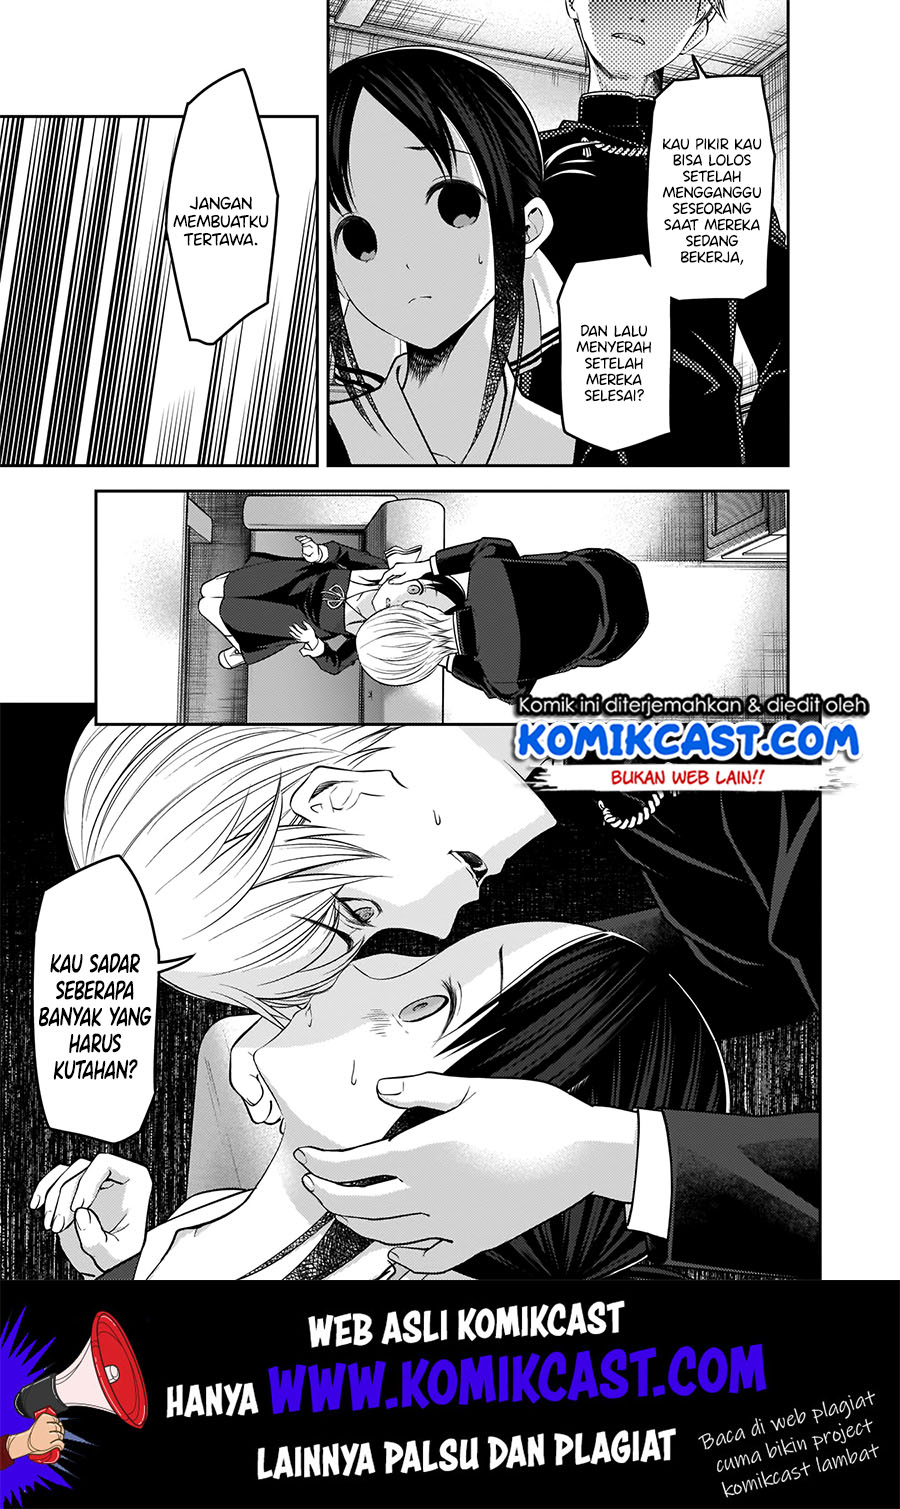 KAU PIKIR KAU
BISA LOLOS
SETELAH
MENGGANGGU
SESEORANG
SAAT MEREKA
SEDANG
BEKERJA,
DAN LALU
MENYERAH
SETELAH
MEREKA
SELESAI?
JANGAN
MEMBUATKU
TERTAWA.
Komik ini diterjemahkan & diedit oleh
KOMIKCAST.COM
BUKAN WEB LAIN!!
KAU SADAR
SEBERAPA
BANYAK YANG
HARUS
KUTAHAN?
WEB ASLI KOMIKCAST
HANYA WWW.KOMIKCAST.COM
LAINNYA PALSU DAN PLAGIAT
Baca di web plagiat
cuma bikin project
komikcast lambat